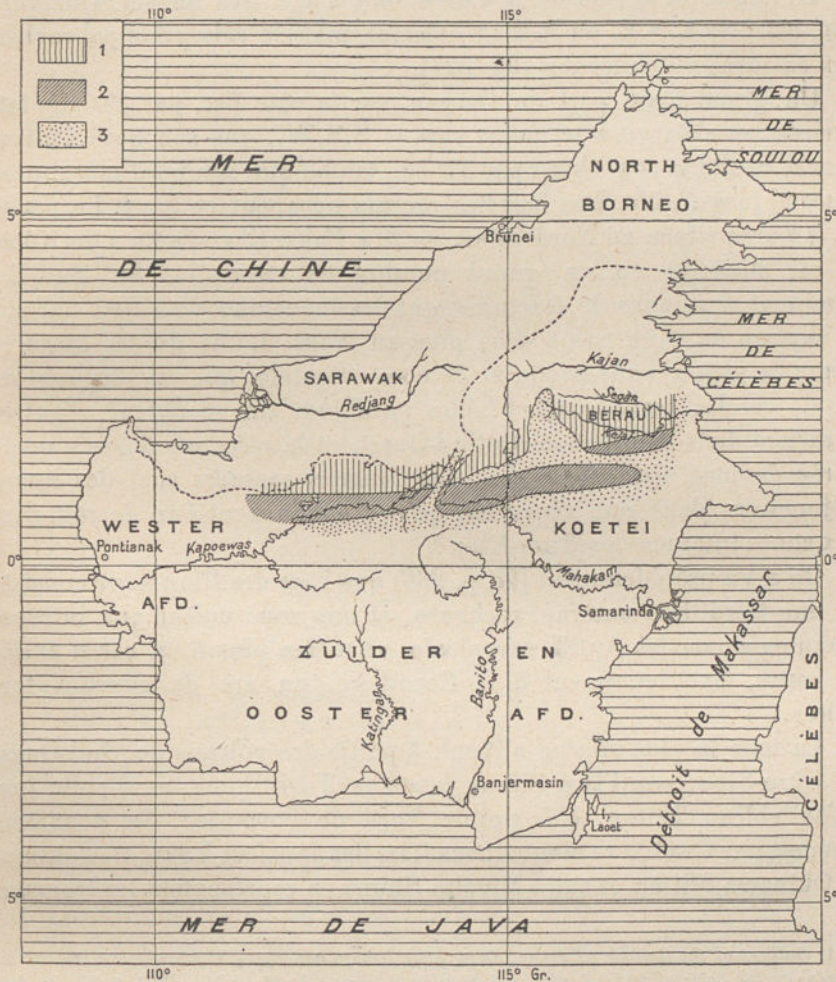 110°
115°
1
2
3
MER
DE
SOULOU
MER
NORTH
BORNEO
5°
5°
Brunei
DE CHINE
MER
DE
CÉLÈBES
Kajan
SARAWAK
Redjang
Segah
BERAU
Kelai
WESTER
KOETEI
Pontianak
Kapoewas
0°
0°
Mahakam
AFD.
Samarinda
ZUIDER EN
Barito
OOSTER AFD.
Katingan
Détroit de Makassar
CÉLÈBES
Banjermasin
I.
Laoet
5°
5°
MER DE JAVA
110°
115° Gr.